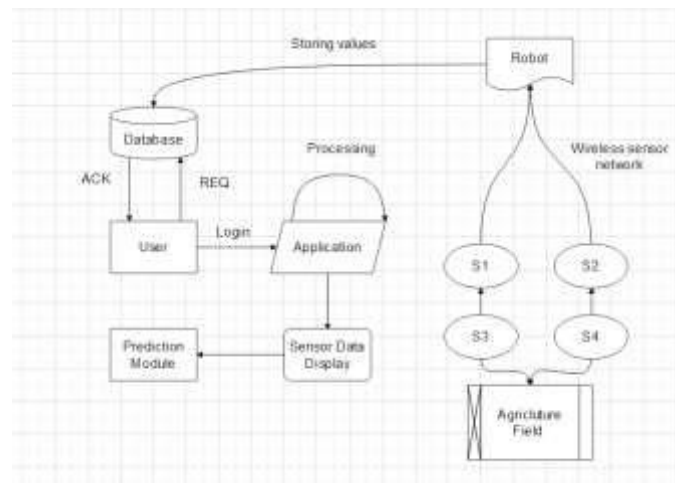 Storing values
Robot
Database
Processing
Wireless sensor
network
ACK
REQ
User
Login
Application
S1
S2
Prediction
Module
Sensor Data
Display
S3
S4
Agricluture
Field